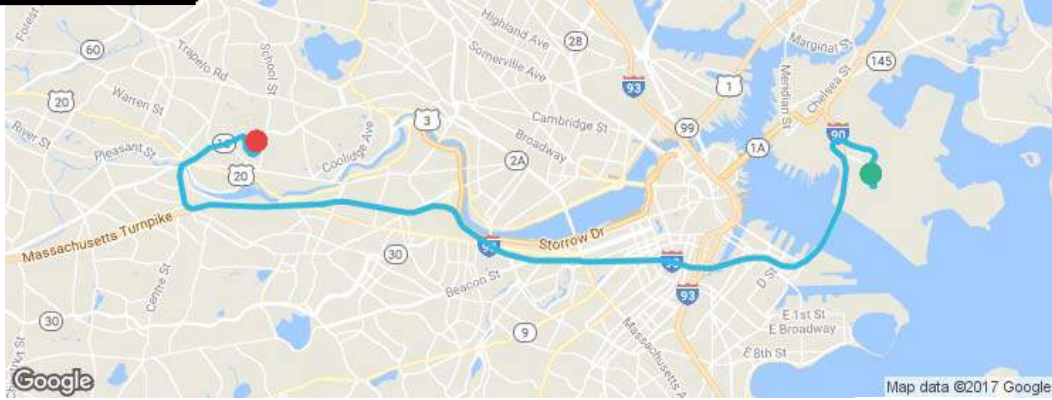 Forest
60
Trapelo Rd
School St
20
Warren St
River St
Pleasant St
16
20
Coolidge Ave
3
Highland Ave
Somerville Ave
28
93
1
Cambridge St
Broadway
99
2A
1A
Marginal St
Meridian St
Chelsea St
145
90
Massachusetts Turnpike
Centre St
30
30
90
Storrow Dr
Beacon St
90
93
9
Massachusetts A
D St
E 1st St
E Broadway
E 8th St
Google
Map data ©2017 Google